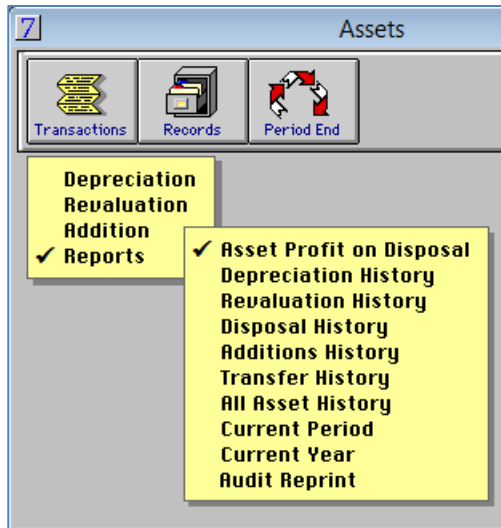 7 Assets
Transactions Records Period End
Depreciation
Revaluation
Addition
✓ Reports
✓ Asset Profit on Disposal
Depreciation History
Revaluation History
Disposal History
Additions History
Transfer History
All Asset History
Current Period
Current Year
Audit Reprint